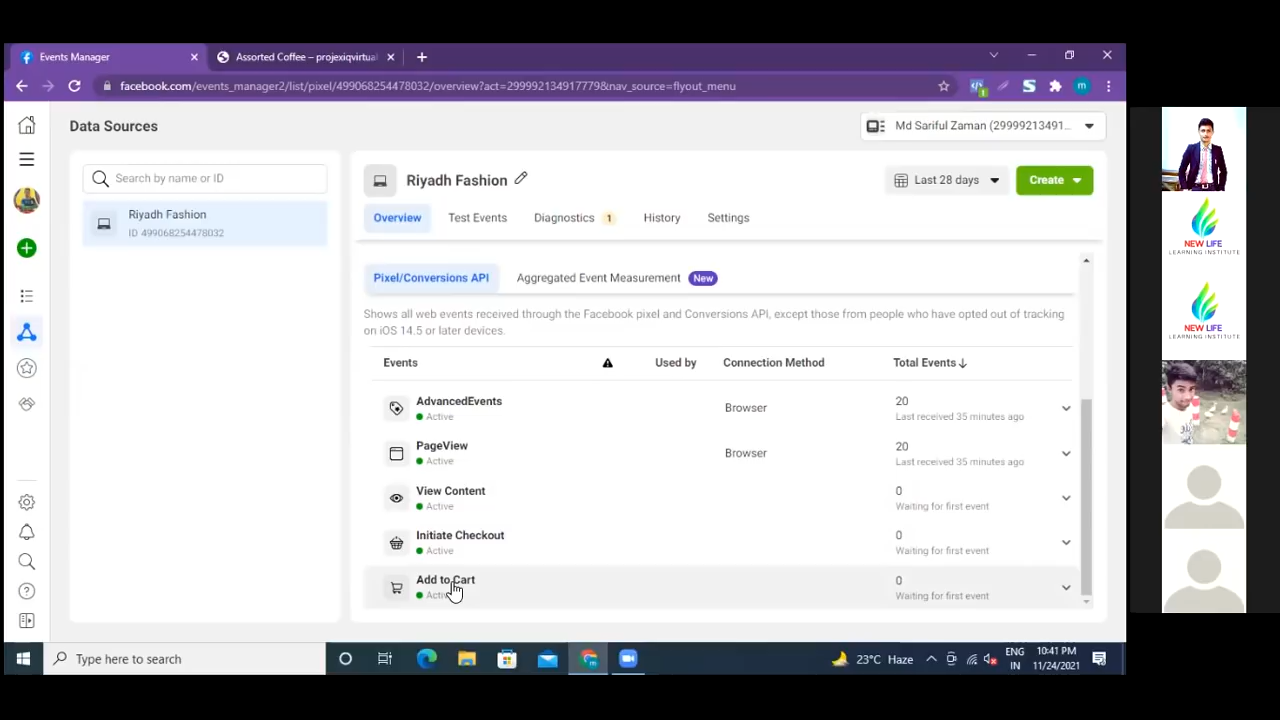 Events Manager
Assorted Coffee – projexiqvirtual
facebook.com/events_manager2/list/pixel/499068254478032/overview?act=299992134917779&nav_source=flyout_menu
Data Sources
Md Sariful Zaman (29999213491...
Search by name or ID
Riyadh Fashion
ID 499068254478032
Riyadh Fashion
Last 28 days
Create
Overview
Test Events
Diagnostics 1
History
Settings
Pixel/Conversions API
Aggregated Event Measurement New
Shows all web events received through the Facebook pixel and Conversions API, except those from people who have opted out of tracking
on iOS 14.5 or later devices.
Events Used by Connection Method Total Events
AdvancedEvents
Active
Browser
20
Last received 35 minutes ago
PageView
Active
Browser
20
Last received 35 minutes ago
View Content
Active
0
Waiting for first event
Initiate Checkout
Active
0
Waiting for first event
Add to Cart
0
Waiting for first event
NEW LIFE
LEARNING INSTITUTE
NEW LIFE
LEARNING INSTITUTE
Type here to search
23°C Haze
ENG
IN
10:41 PM
11/24/2021